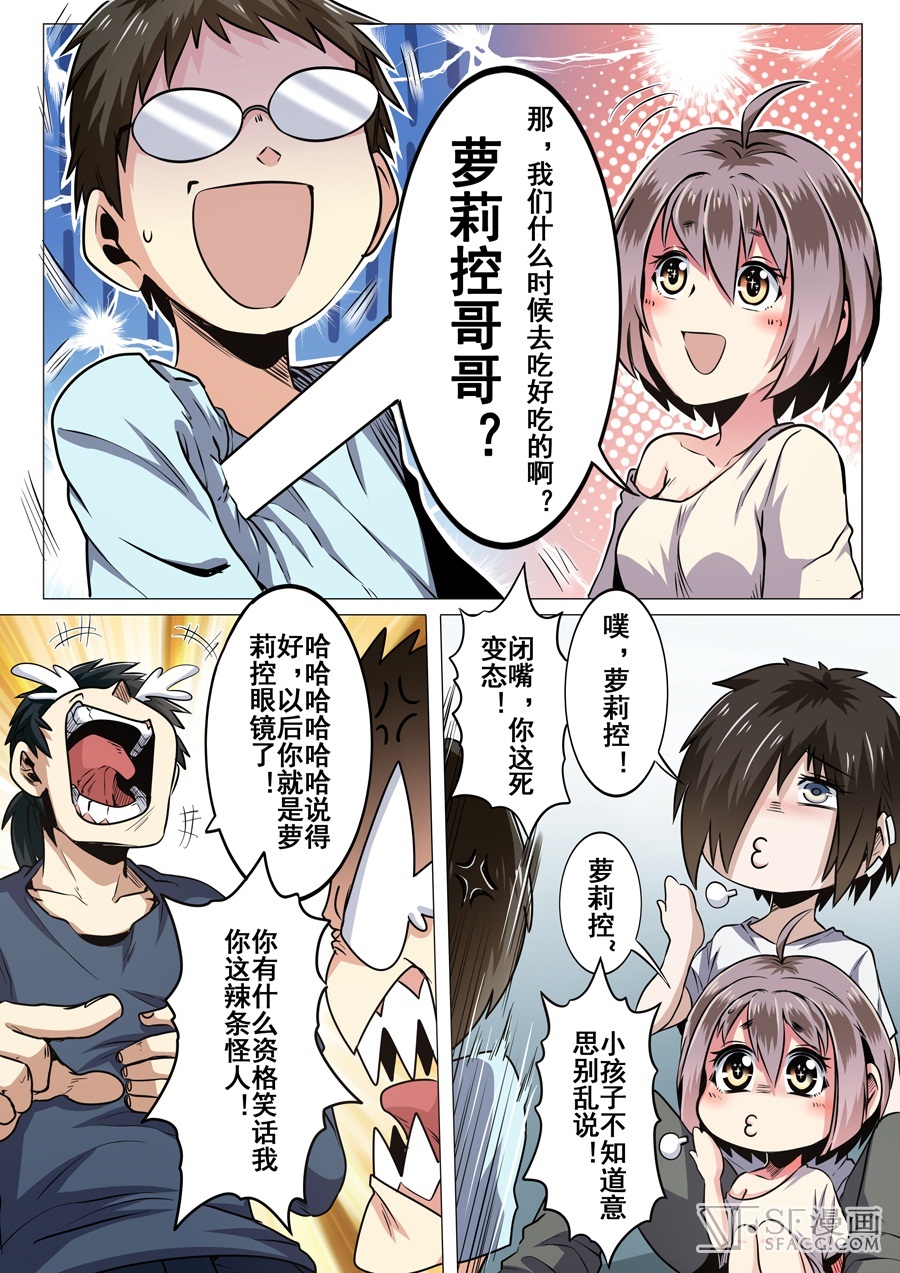 那，我们什么时候去吃好吃的啊？
萝莉控哥哥？
噗，萝莉控！
闭嘴，你这死
变态！
萝莉控~
小孩子不知道意
思别乱说！
哈哈哈哈哈哈说得
好，以后你就是萝
莉控眼镜了！
你有什么资格笑话我
你这辣条怪人！
SF漫画
SFACG.COM